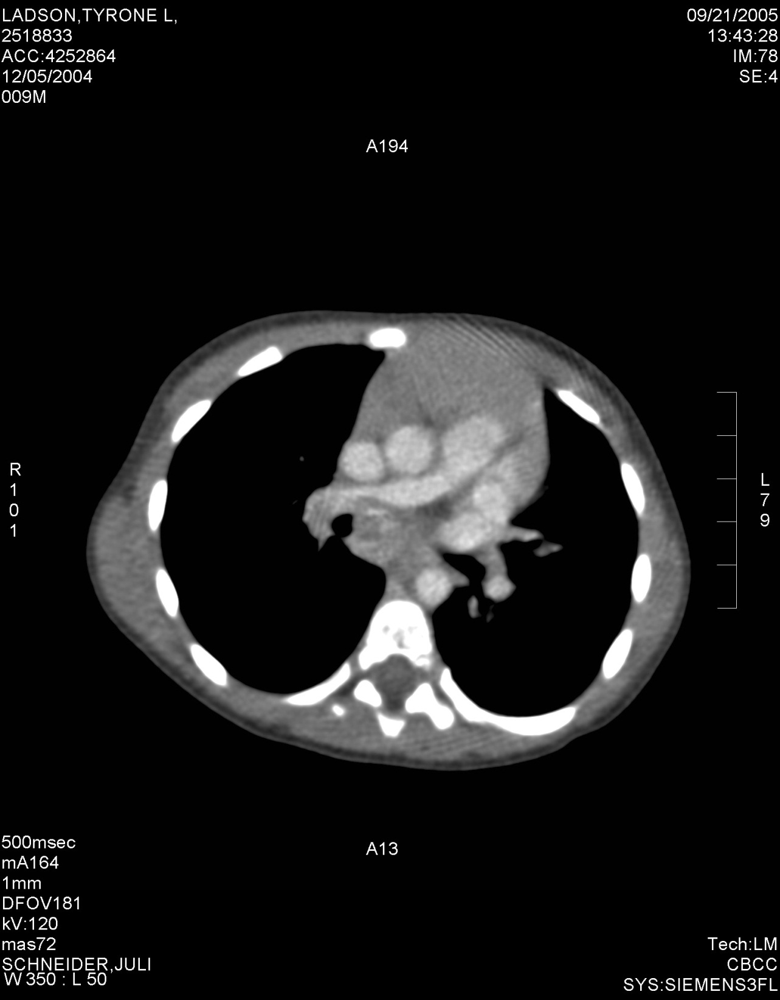 LADSON,TYRONE L,
2518833
ACC:4252864
12/05/2004
009M
09/21/2005
13:43:28
IM:78
SE:4
A194
R
1
0
1
L
7
9
A13
500msec
mA164
1mm
DFOV181
kV:120
mas72
SCHNEIDER,JULI
W 350 : L 50
Tech:LM
CBCC
SYS:SIEMENS3FL